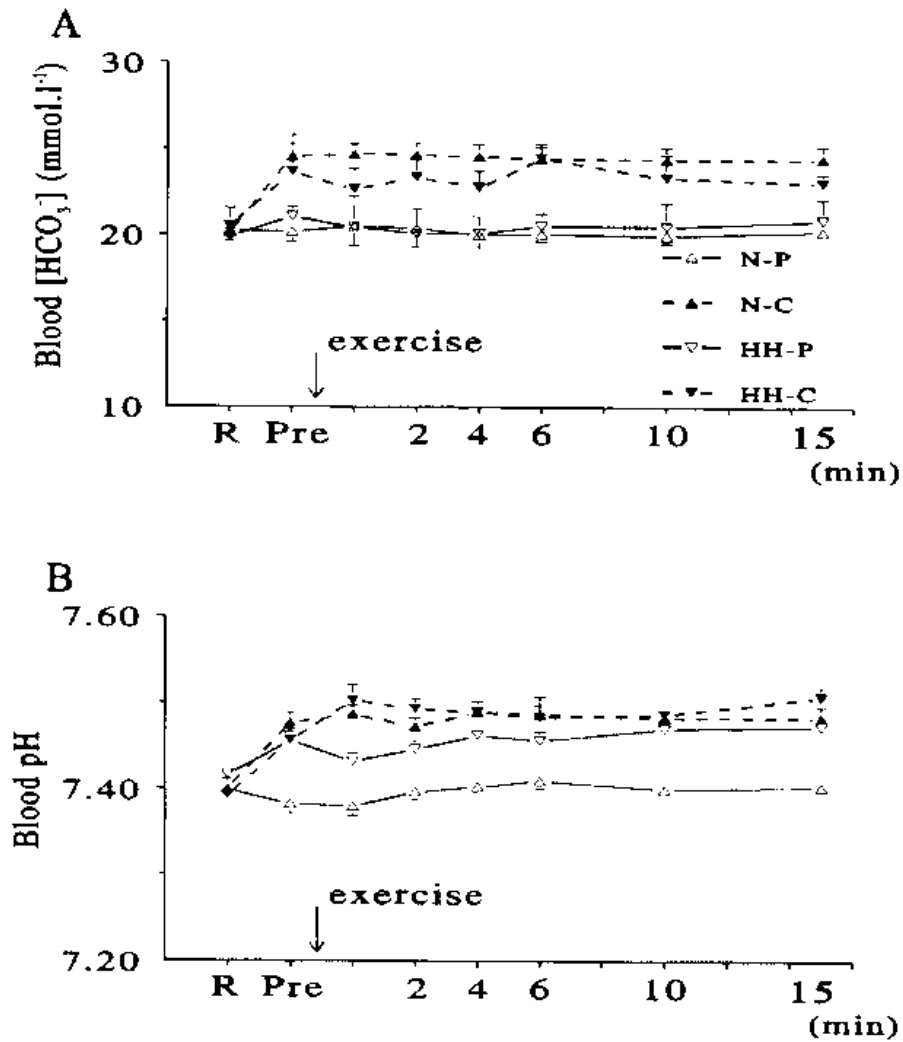 A
Blood [HCO₃⁻] (mmol.l⁻¹)
30
20
10
N-P
N-C
HH-P
HH-C
exercise
R Pre 2 4 6 10 15
(min)
B
Blood pH
7.60
7.40
7.20
exercise
R Pre 2 4 6 10 15
(min)